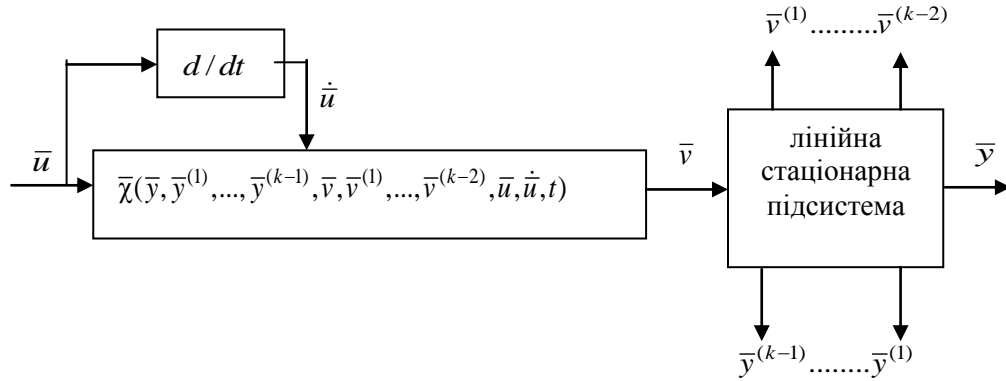 v̄⁽¹⁾.........v̄⁽ᵏ⁻²⁾
d/dt
u̇̄
ū
χ̄(ȳ,ȳ⁽¹⁾,...,ȳ⁽ᵏ⁻¹⁾,v̄,v̄⁽¹⁾,...,v̄⁽ᵏ⁻²⁾,ū,u̇̄,t)
v̄
лінійна
стаціонарна
підсистема
ȳ
ȳ⁽ᵏ⁻¹⁾........ȳ⁽¹⁾